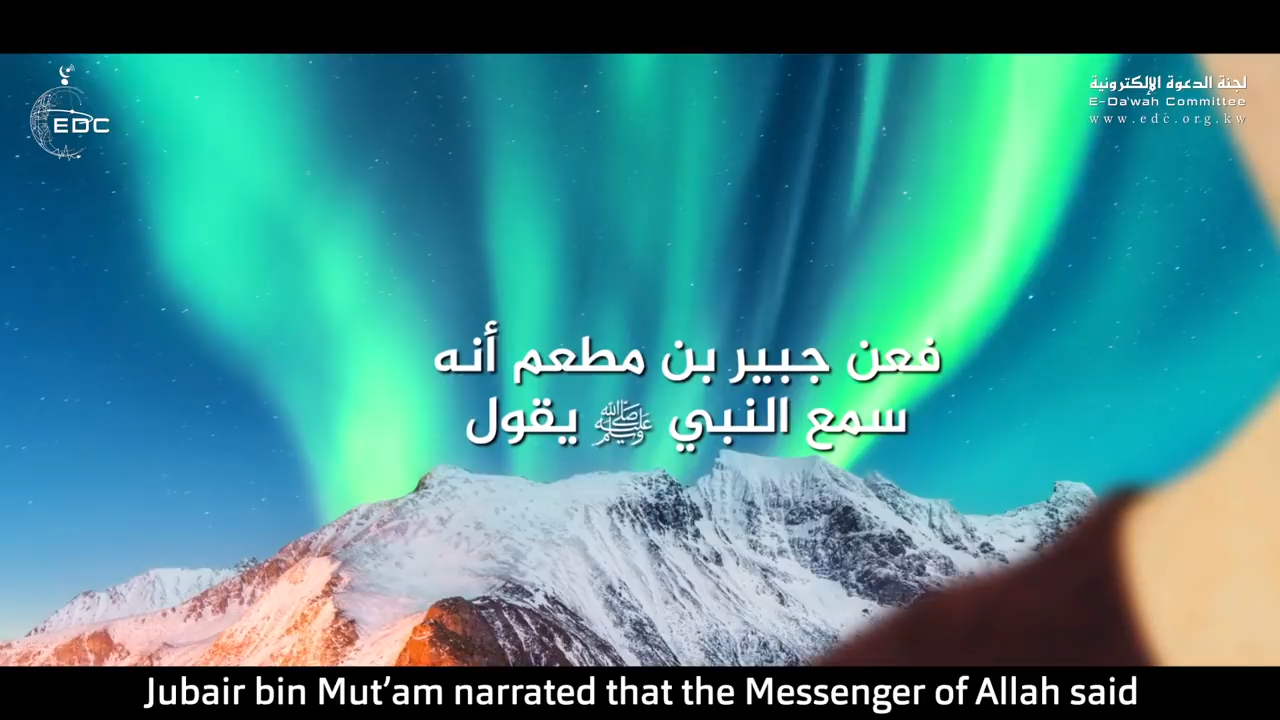 EDC
لجنة الدعوة الإلكترونية
E-Da'wah Committee
www.edc.org.kw
فعن جبير بن مطعم أنه
سمع النبي ﷺ يقول
Jubair bin Mut’am narrated that the Messenger of Allah said